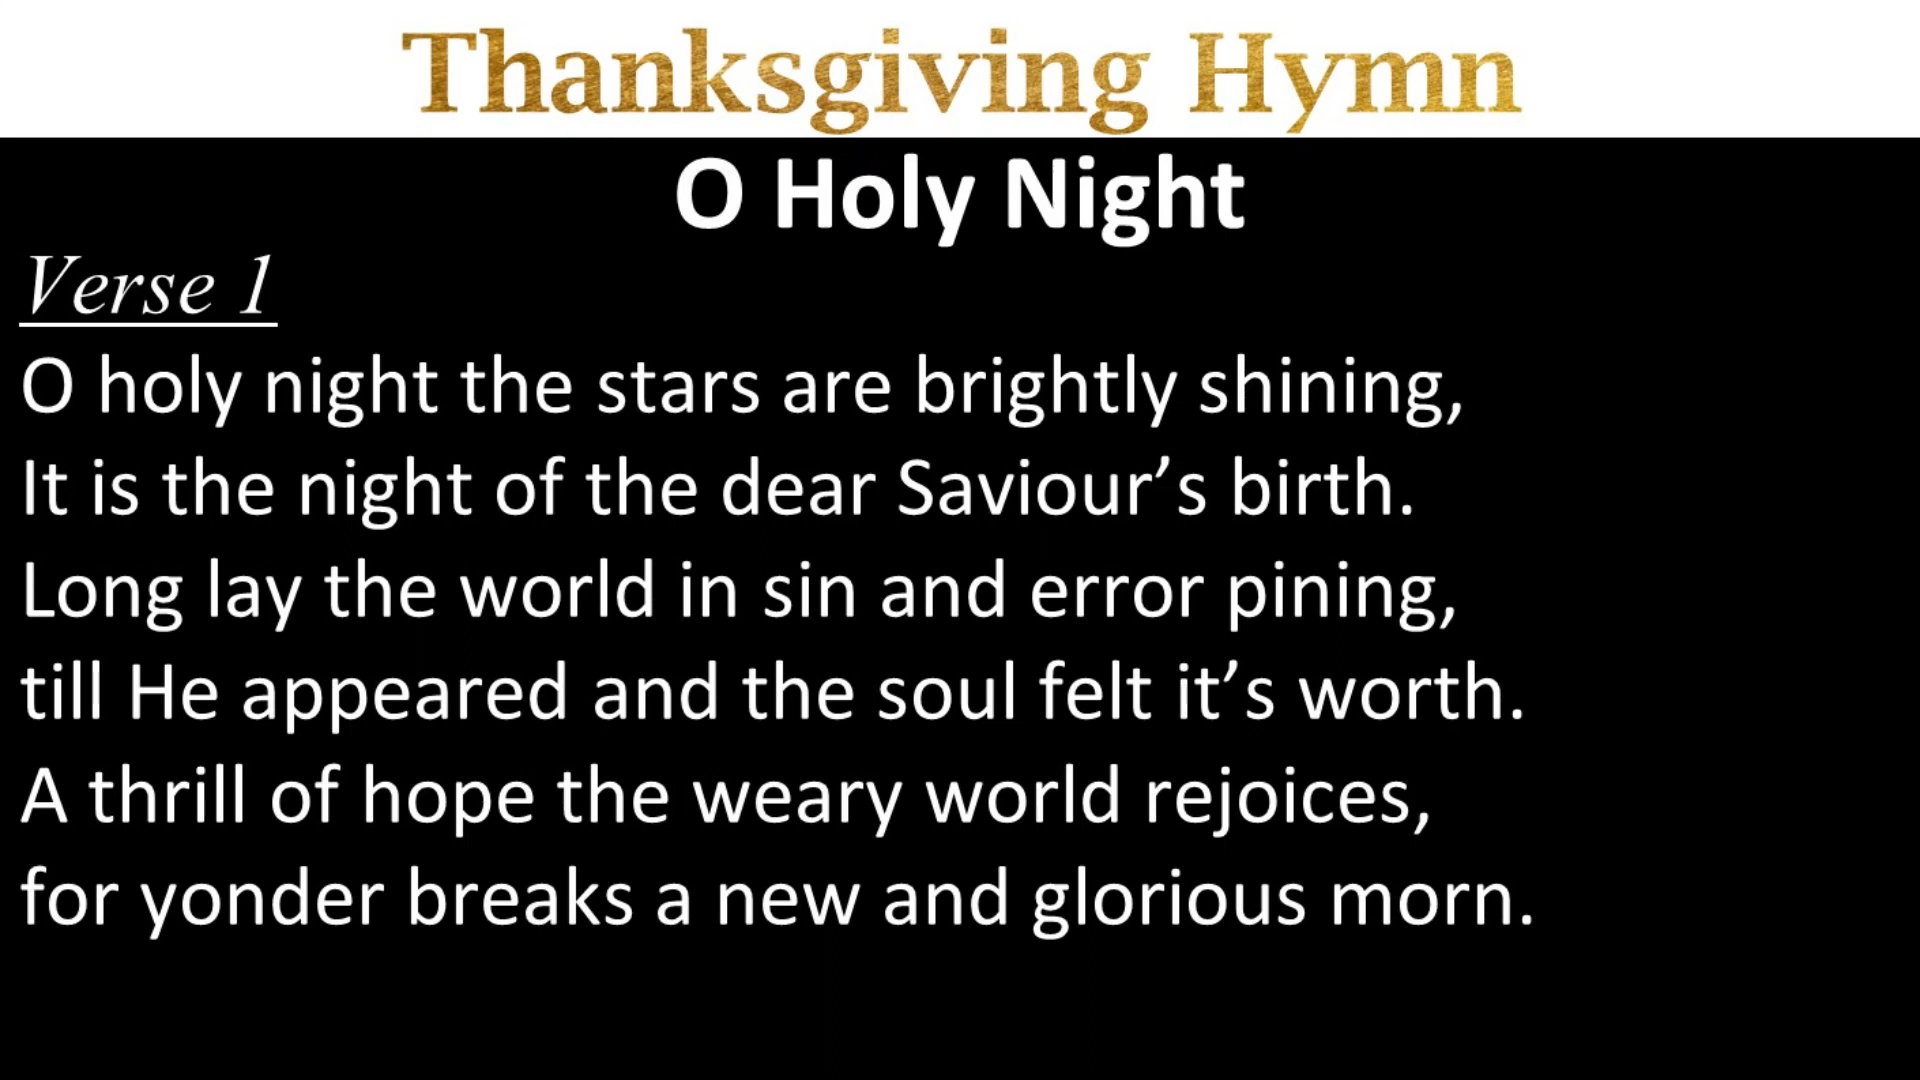 Thanksgiving Hymn
O Holy Night
Verse 1
O holy night the stars are brightly shining,
It is the night of the dear Saviour’s birth.
Long lay the world in sin and error pining,
till He appeared and the soul felt it’s worth.
A thrill of hope the weary world rejoices,
for yonder breaks a new and glorious morn.